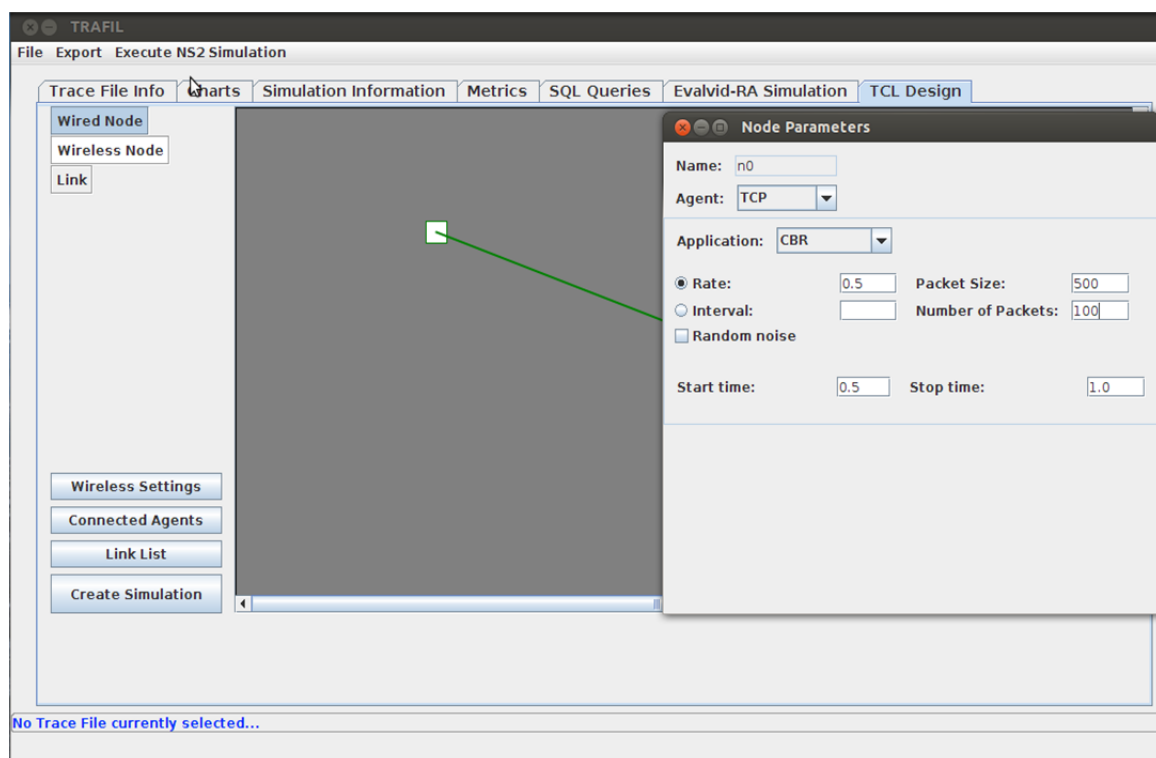 TRAFIL
File Export Execute NS2 Simulation
Trace File Info Charts Simulation Information Metrics SQL Queries Evalvid-RA Simulation TCL Design
Wired Node
Wireless Node
Link
Wireless Settings
Connected Agents
Link List
Create Simulation
Node Parameters
Name: n0
Agent: TCP
Application: CBR
Rate: 0.5 Packet Size: 500
Interval: Number of Packets: 100
Random noise
Start time: 0.5 Stop time: 1.0
No Trace File currently selected...